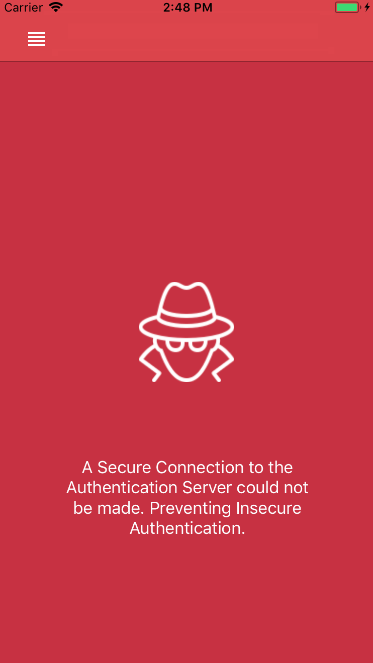 Carrier 2:48 PM
A Secure Connection to the
Authentication Server could not
be made. Preventing Insecure
Authentication.